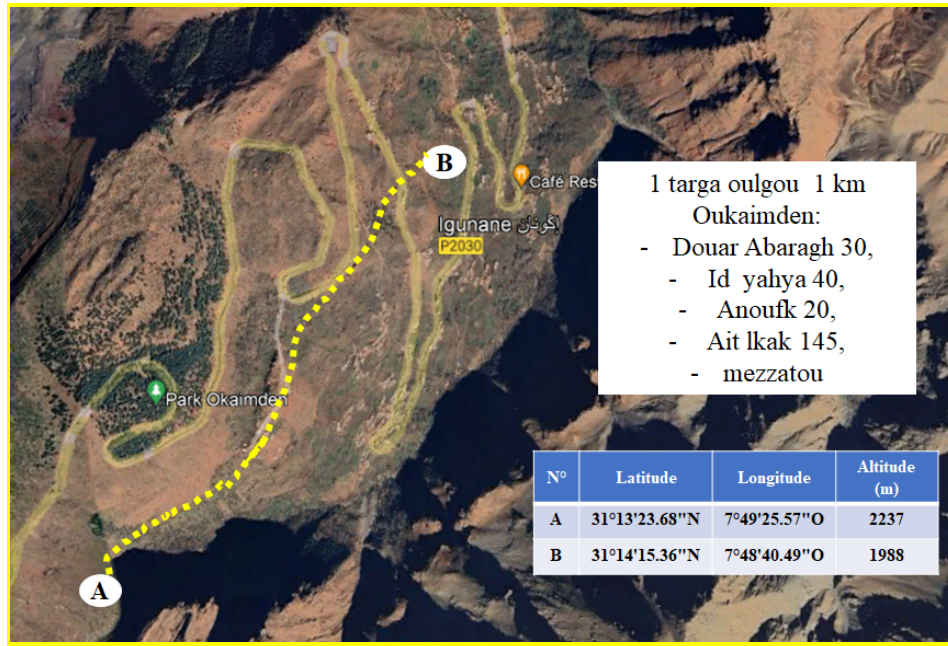 B
Café Rest
Igunane إڭونان
P2030
Park Okaimden
A
1 targa oulgou 1 km
Oukaimden:
- Douar Abaragh 30,
- Id yahya 40,
- Anoufk 20,
- Ait lkak 145,
- mezzatou
N° Latitude Longitude Altitude (m)
A 31°13'23.68"N 7°49'25.57"O 2237
B 31°14'15.36"N 7°48'40.49"O 1988